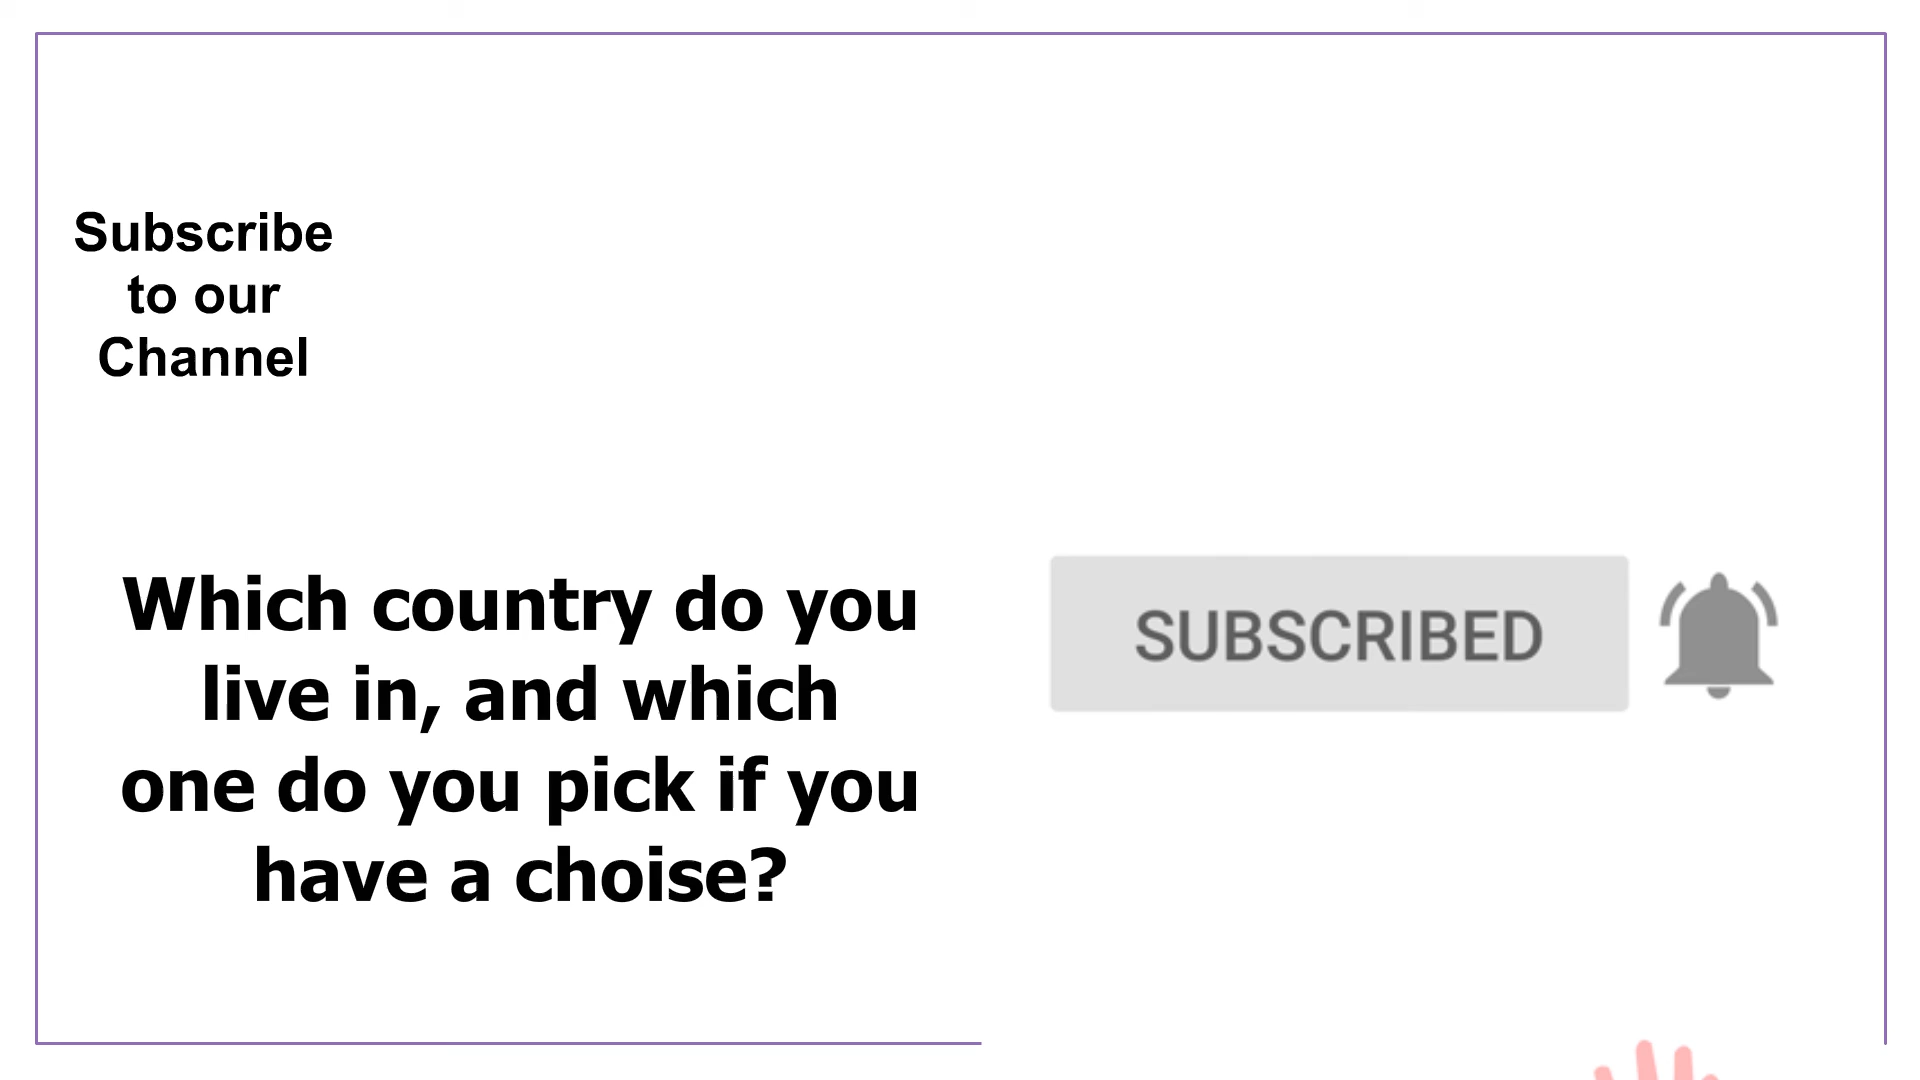 Subscribe
to our
Channel
Which country do you
live in, and which
one do you pick if you
have a choise?
SUBSCRIBED